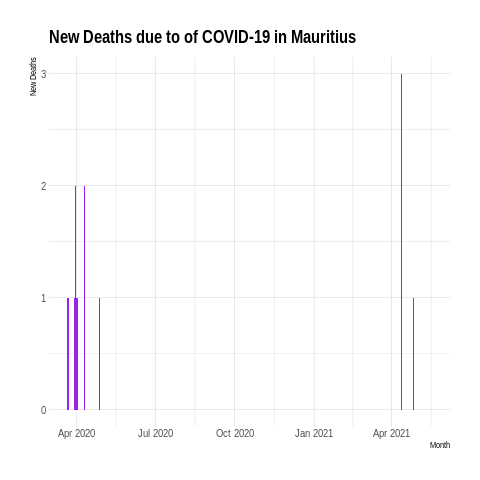 New Deaths due to of COVID-19 in Mauritius
New Deaths
3
2
1
0
Apr 2020 Jul 2020 Oct 2020 Jan 2021 Apr 2021
Month